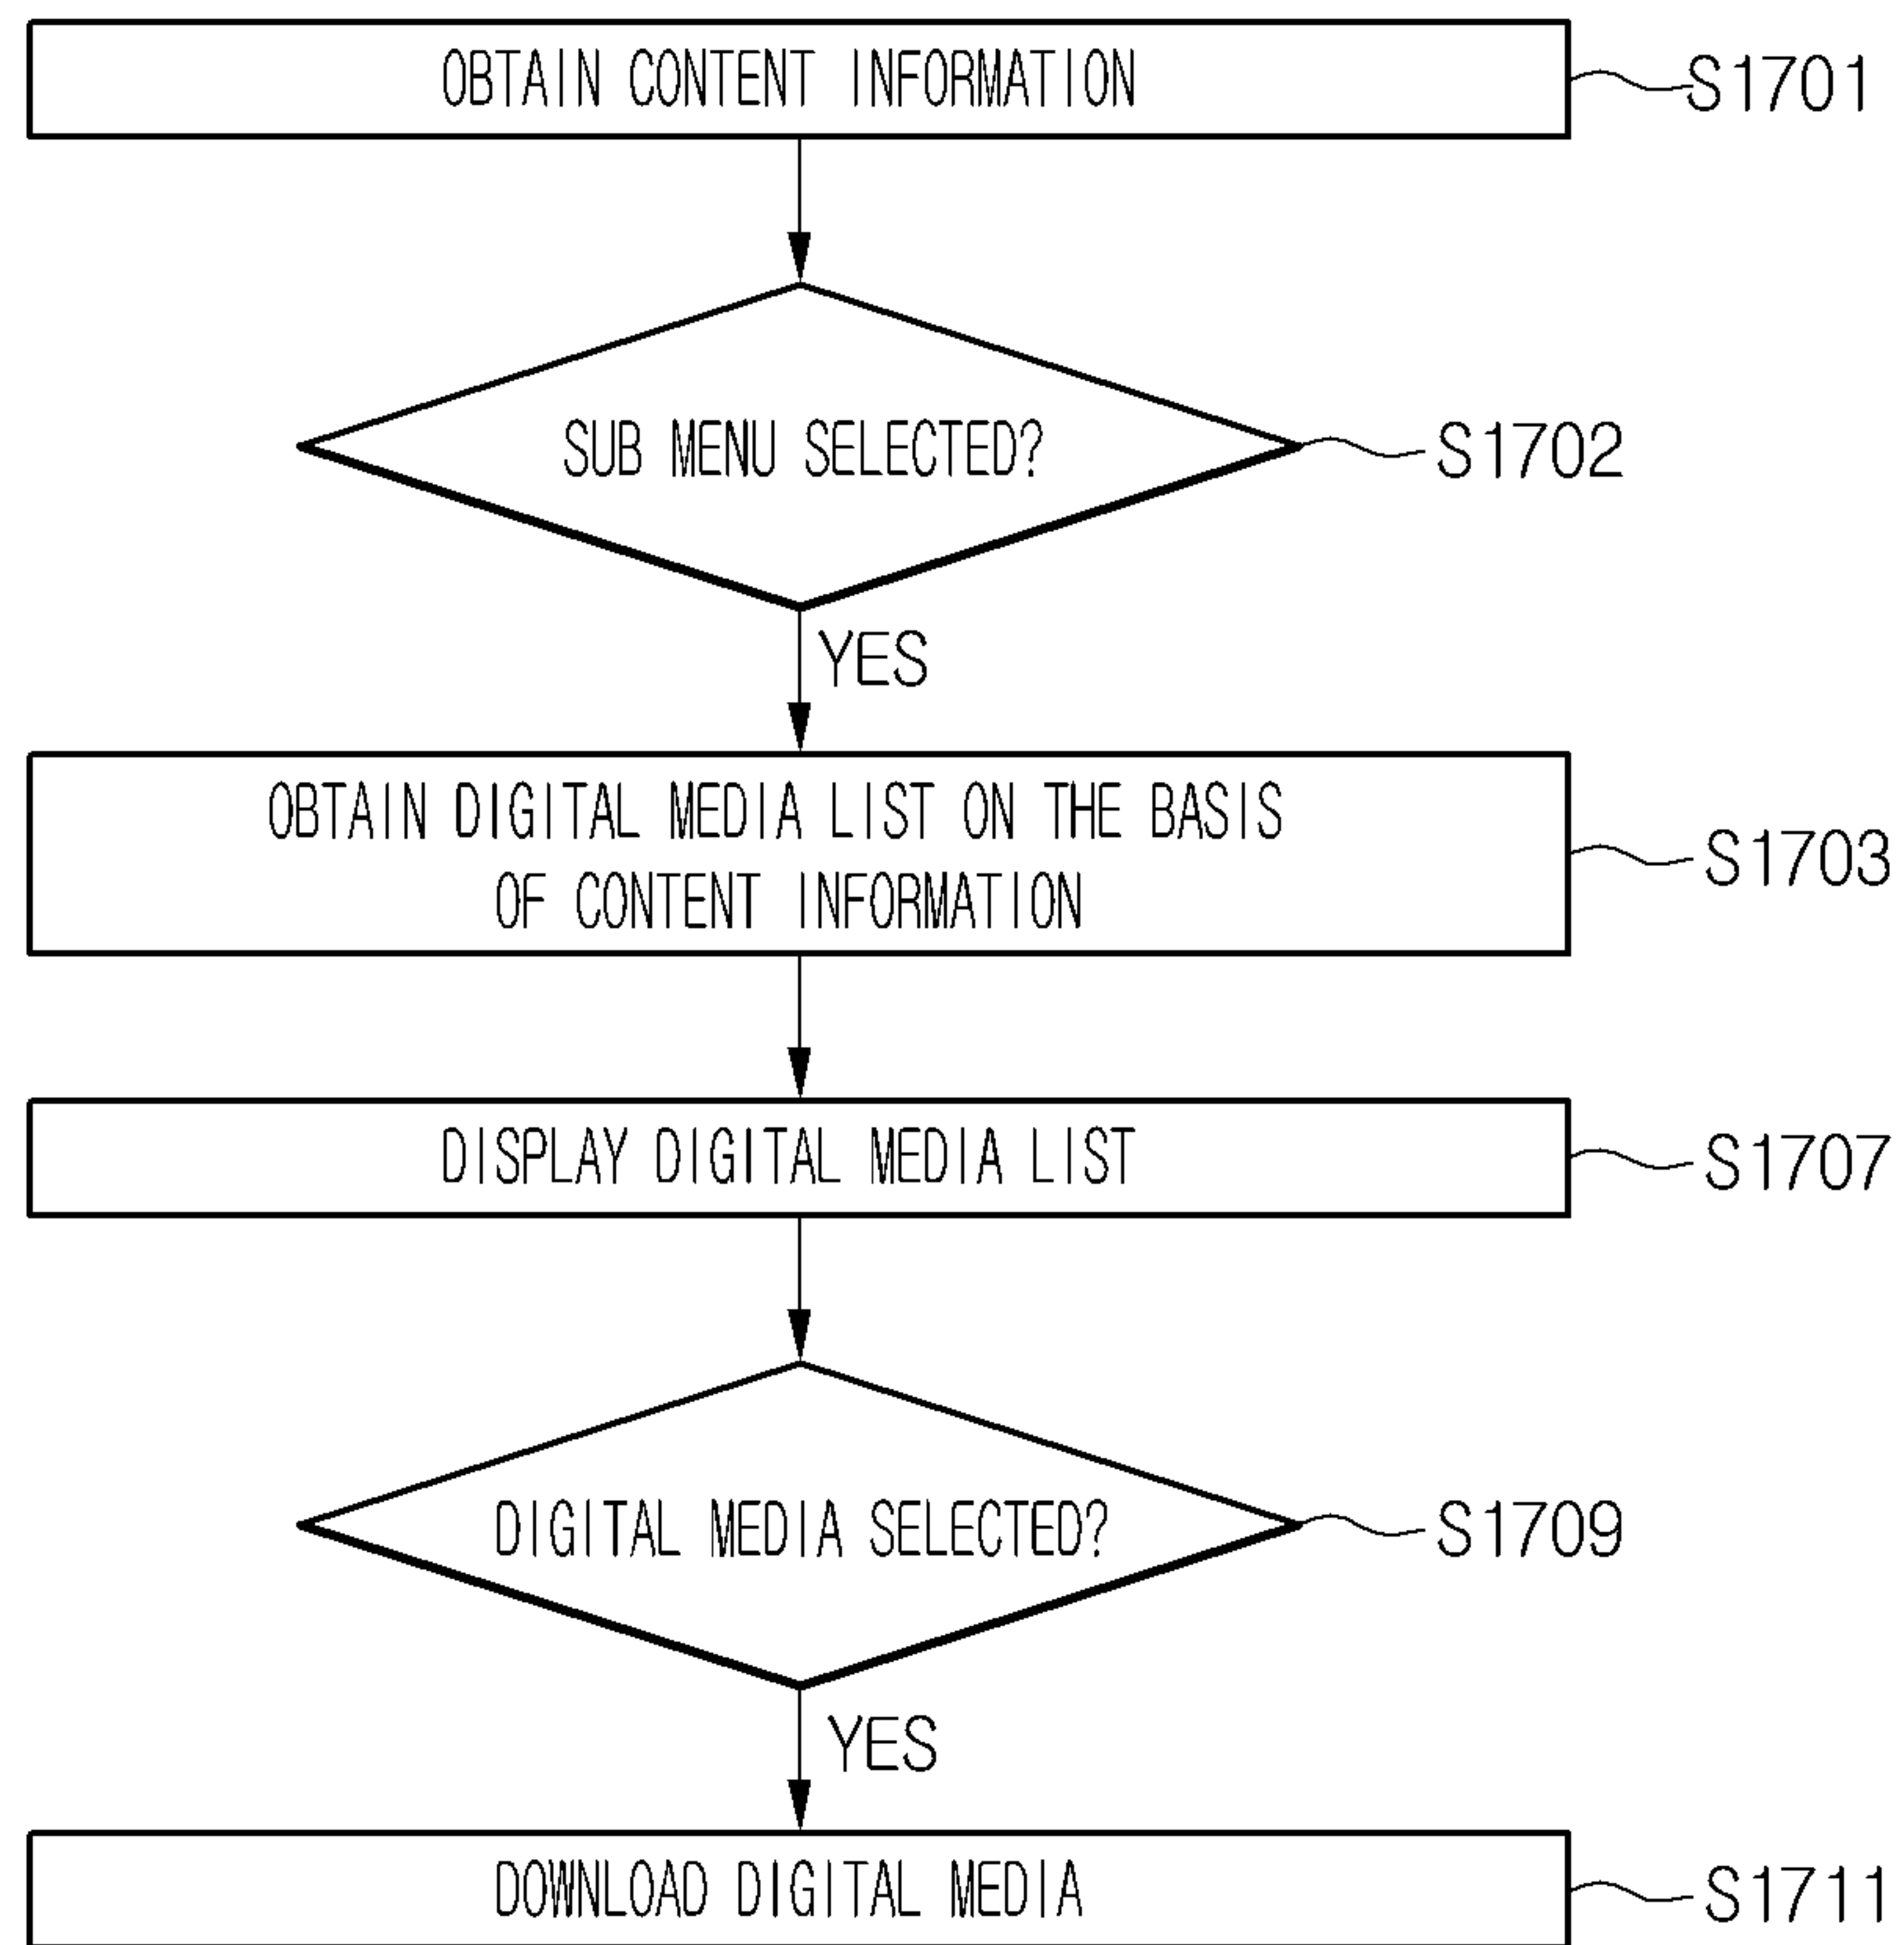 OBTAIN CONTENT INFORMATION
S1701
SUB MENU SELECTED?
S1702
YES
OBTAIN DIGITAL MEDIA LIST ON THE BASIS
OF CONTENT INFORMATION
S1703
DISPLAY DIGITAL MEDIA LIST
S1707
DIGITAL MEDIA SELECTED?
S1709
YES
DOWNLOAD DIGITAL MEDIA
S1711